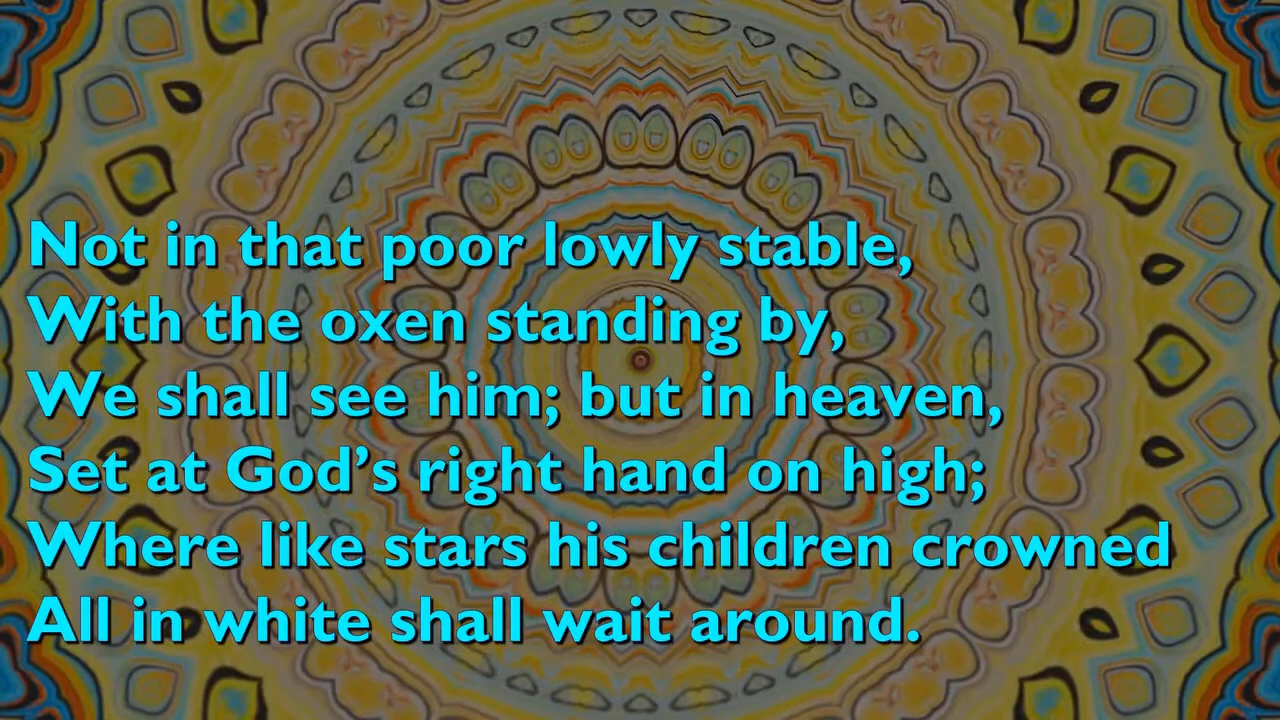 Not in that poor lowly stable,
With the oxen standing by,
We shall see him; but in heaven,
Set at God’s right hand on high;
Where like stars his children crowned
All in white shall wait around.